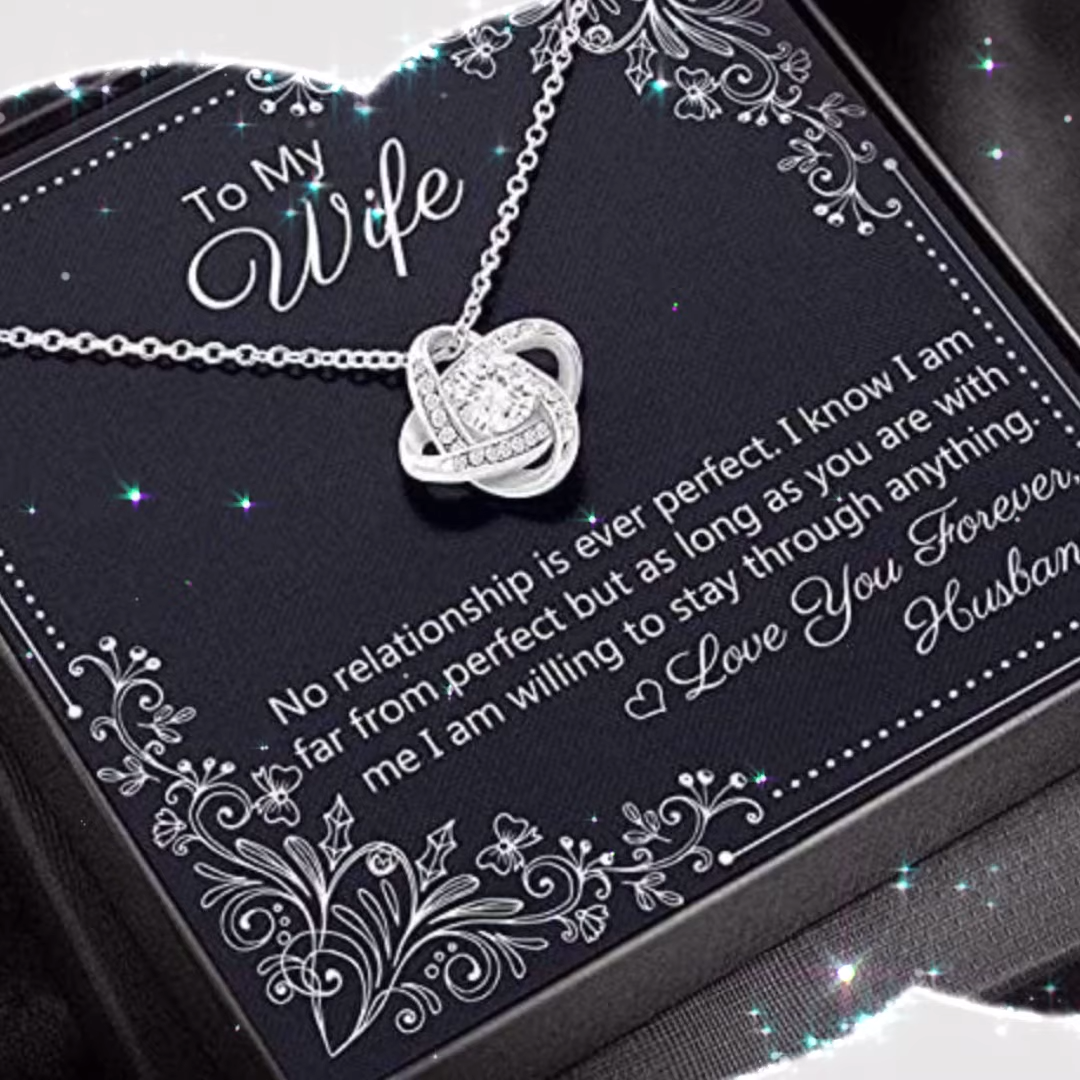 To My
Wife
No relationship is ever perfect. I know I am
far from perfect but as long as you are with
me I am willing to stay through anything.
Love You Forever,
Husban